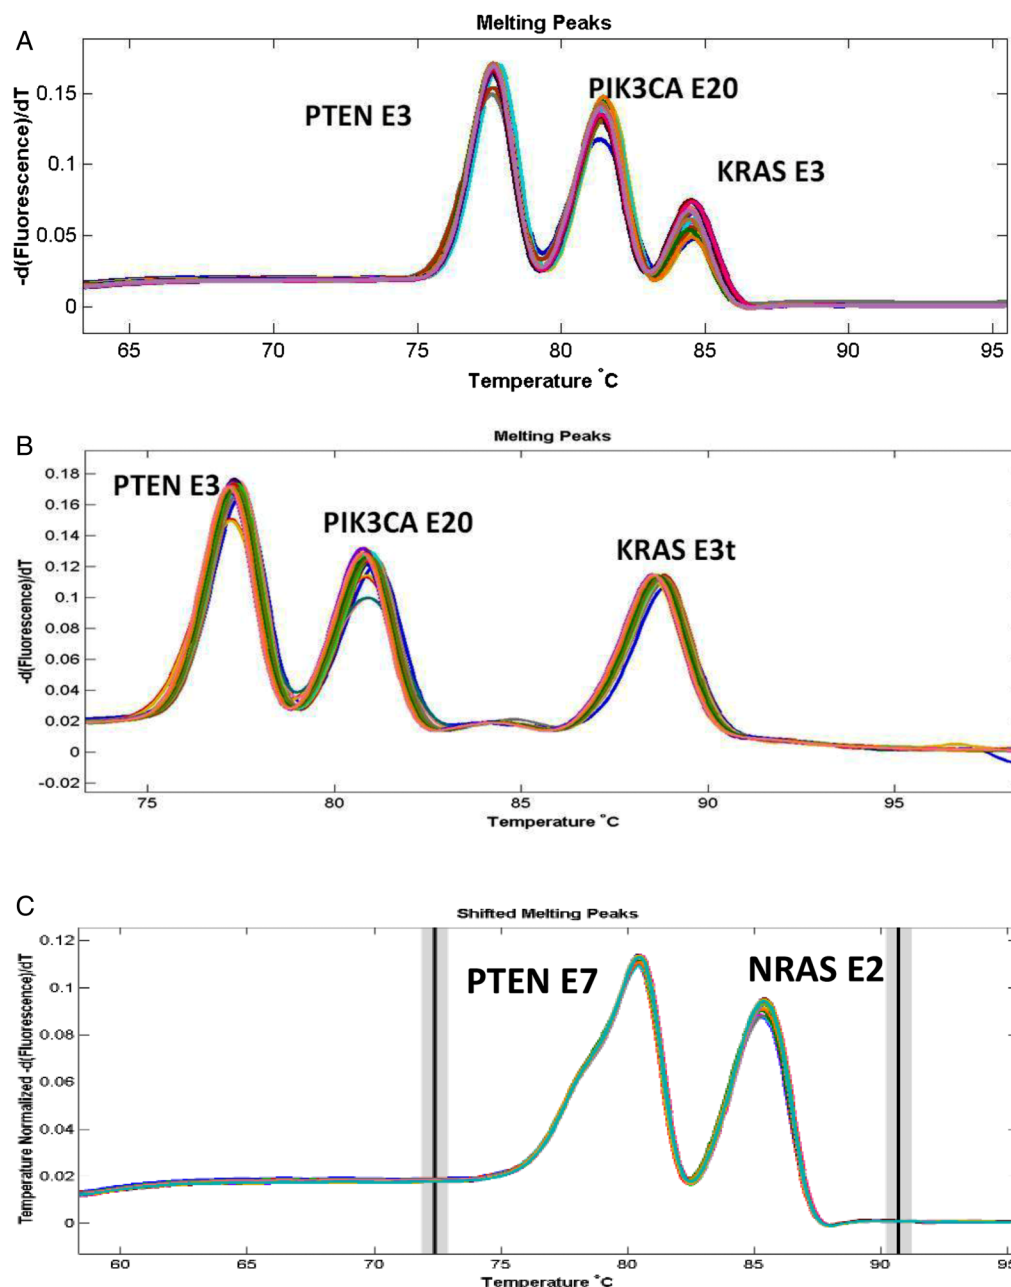 A
Melting Peaks
-d(Fluorescence)/dT
0.15
0.1
0.05
0
PTEN E3
PIK3CA E20
KRAS E3
65 70 75 80 85 90 95
Temperature °C
B
Melting Peaks
-d(Fluorescence)/dT
0.18
0.16
0.14
0.12
0.1
0.08
0.06
0.04
0.02
0
-0.02
PTEN E3
PIK3CA E20
KRAS E3t
75 80 85 90 95
Temperature °C
C
Shifted Melting Peaks
Temperature Normalized -d(Fluorescence)/dT
0.12
0.1
0.08
0.06
0.04
0.02
0
PTEN E7
NRAS E2
60 65 70 75 80 85 90 95
Temperature °C